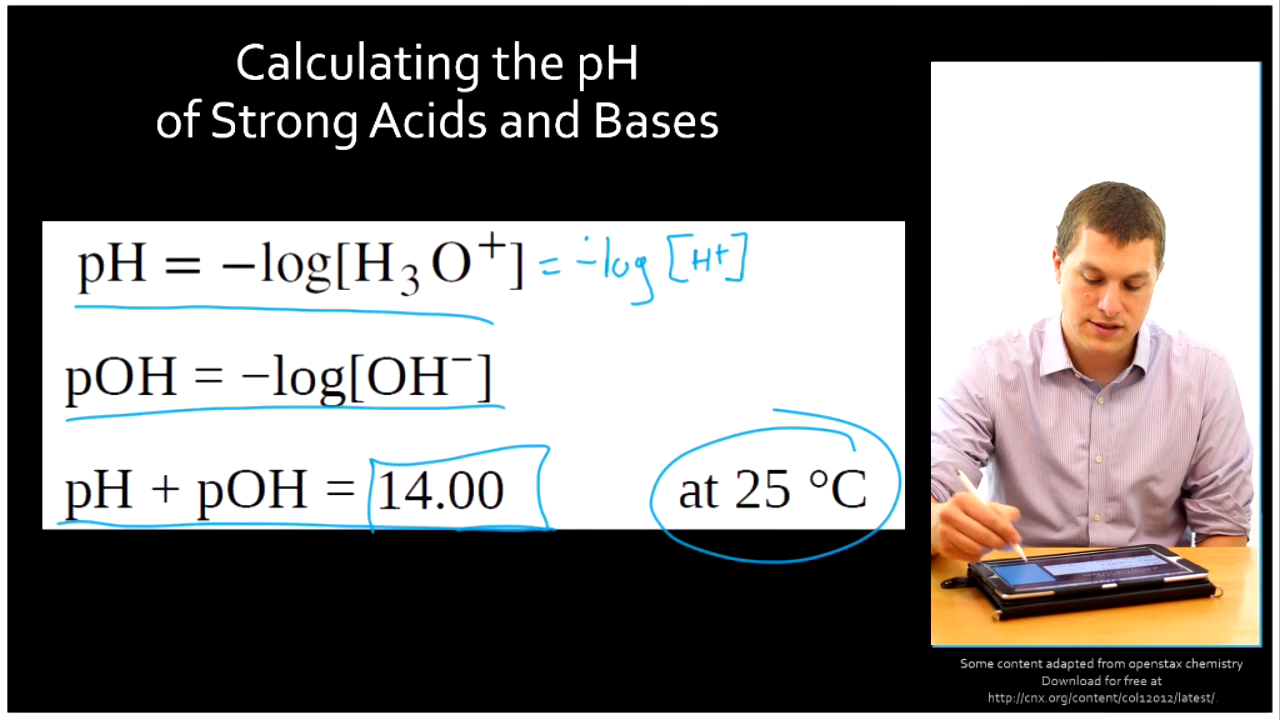 Calculating the pH
of Strong Acids and Bases
pH = −log[H₃O⁺] = -log [H+]
pOH = −log[OH⁻]
pH + pOH = 14.00 at 25 °C
Some content adapted from openstax chemistry
Download for free at
http://cnx.org/content/col12012/latest/.